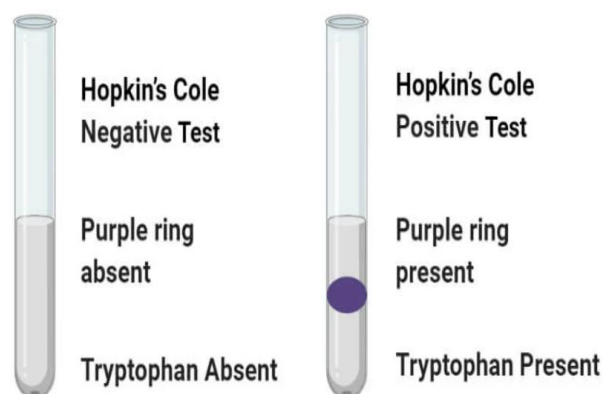 Hopkin's Cole
Negative Test
Purple ring
absent
Tryptophan Absent
Hopkin's Cole
Positive Test
Purple ring
present
Tryptophan Present